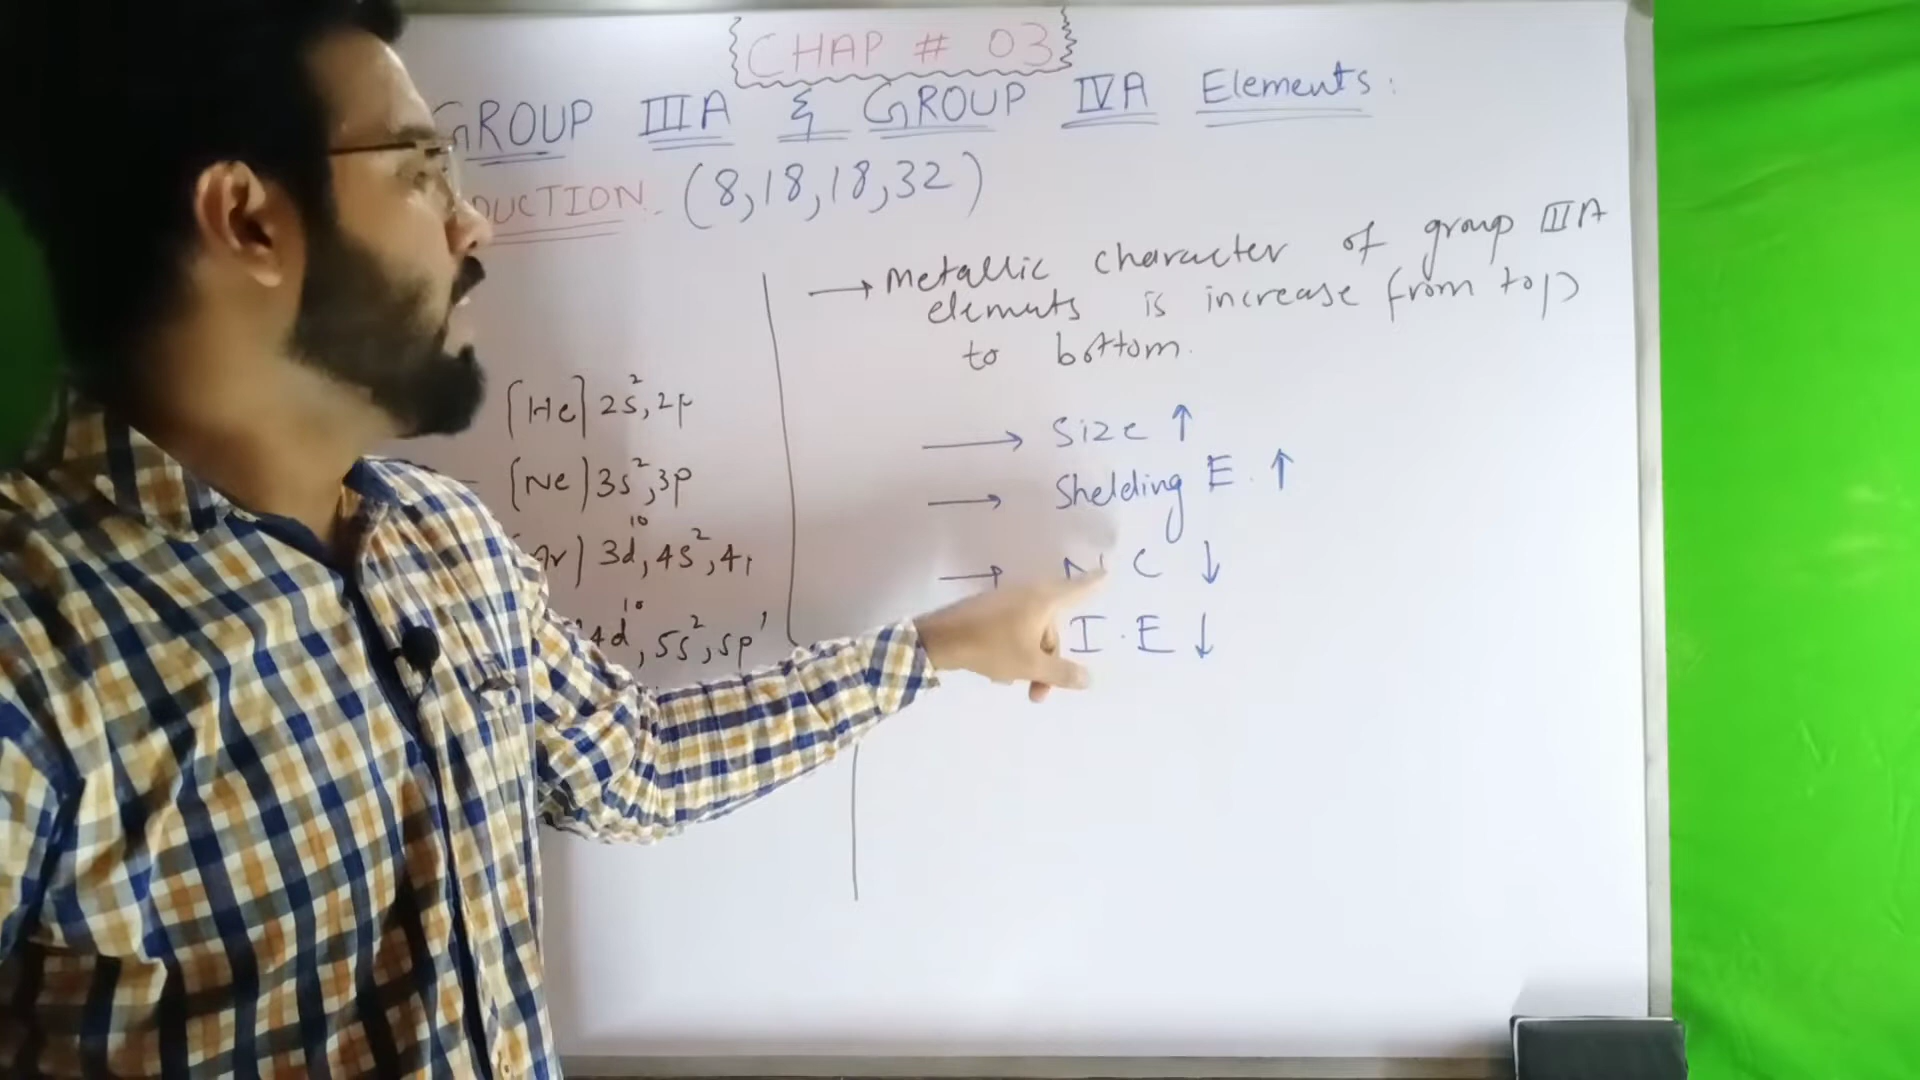 CHAP # 03
GROUP IIIA & GROUP IVA Elements:
DUCTION. (8,18,18,32)
→ Metallic character of group IIIA
elemuts is increase from top
to bottom.
[He] 2s², 2p
[Ne] 3s², 3p
Ar] 3d¹⁰, 4s², 4p
4d¹⁰, 5s², 5p¹
→ Size ↑
→ Shelding E. ↑
→ N C ↓
I.E ↓